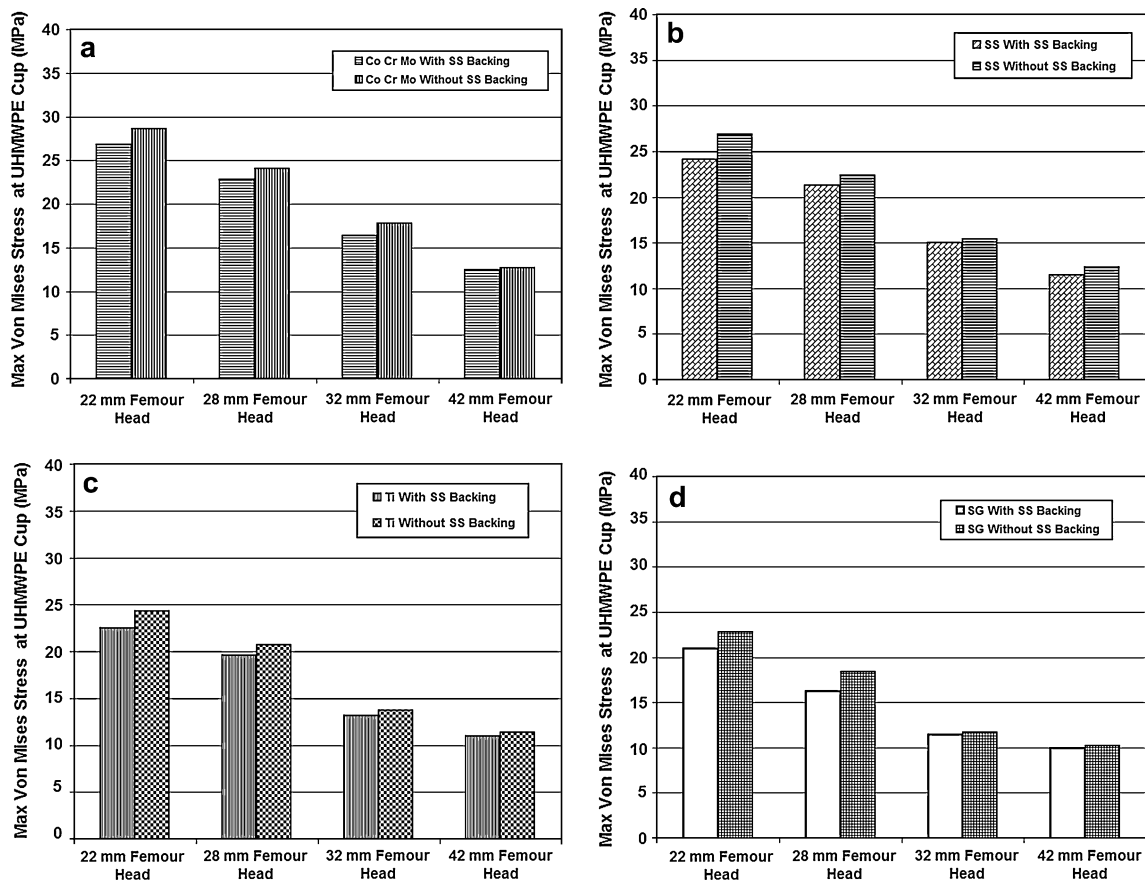 a
Max Von Mises Stress at UHMWPE Cup (MPa)
40
35
30
25
20
15
10
5
0
Co Cr Mo With SS Backing
Co Cr Mo Without SS Backing
22 mm Femour
Head
28 mm Femour
Head
32 mm Femour
Head
42 mm Femour
Head
b
Max Von Mises Stress at UHMWPE Cup (MPa)
40
35
30
25
20
15
10
5
0
SS With SS Backing
SS Without SS Backing
22 mm Femour
Head
28 mm Femour
Head
32 mm Femour
Head
42 mm Femour
Head
c
Max Von Mises Stress at UHMWPE Cup (MPa)
40
35
30
25
20
15
10
5
0
Ti With SS Backing
Ti Without SS Backing
22 mm Femour
Head
28 mm Femour
Head
32 mm Femour
Head
42 mm Femour
Head
d
Max Von Mises Stress at UHMWPE Cup (MPa)
40
35
30
25
20
15
10
5
0
SG With SS Backing
SG Without SS Backing
22 mm Femour
Head
28 mm Femour
Head
32 mm Femour
Head
42 mm Femour
Head